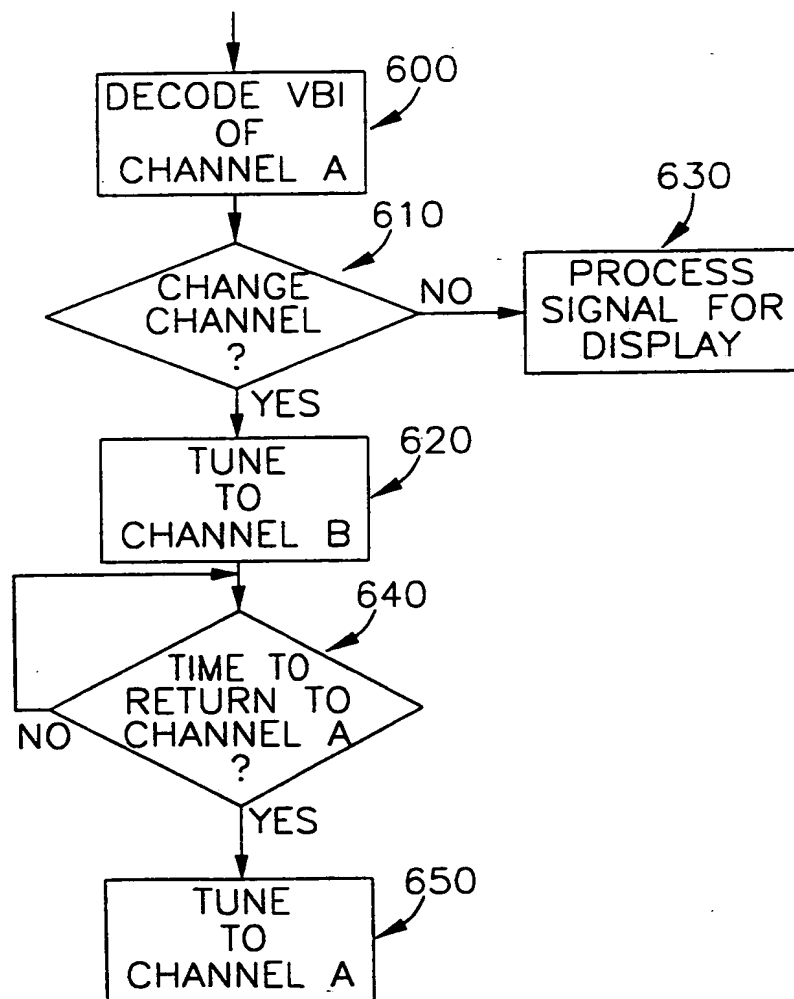 DECODE VBI
OF
CHANNEL A
600
610
CHANGE
CHANNEL
?
NO
YES
630
PROCESS
SIGNAL FOR
DISPLAY
620
TUNE
TO
CHANNEL B
640
TIME TO
RETURN TO
CHANNEL A
?
NO
YES
650
TUNE
TO
CHANNEL A